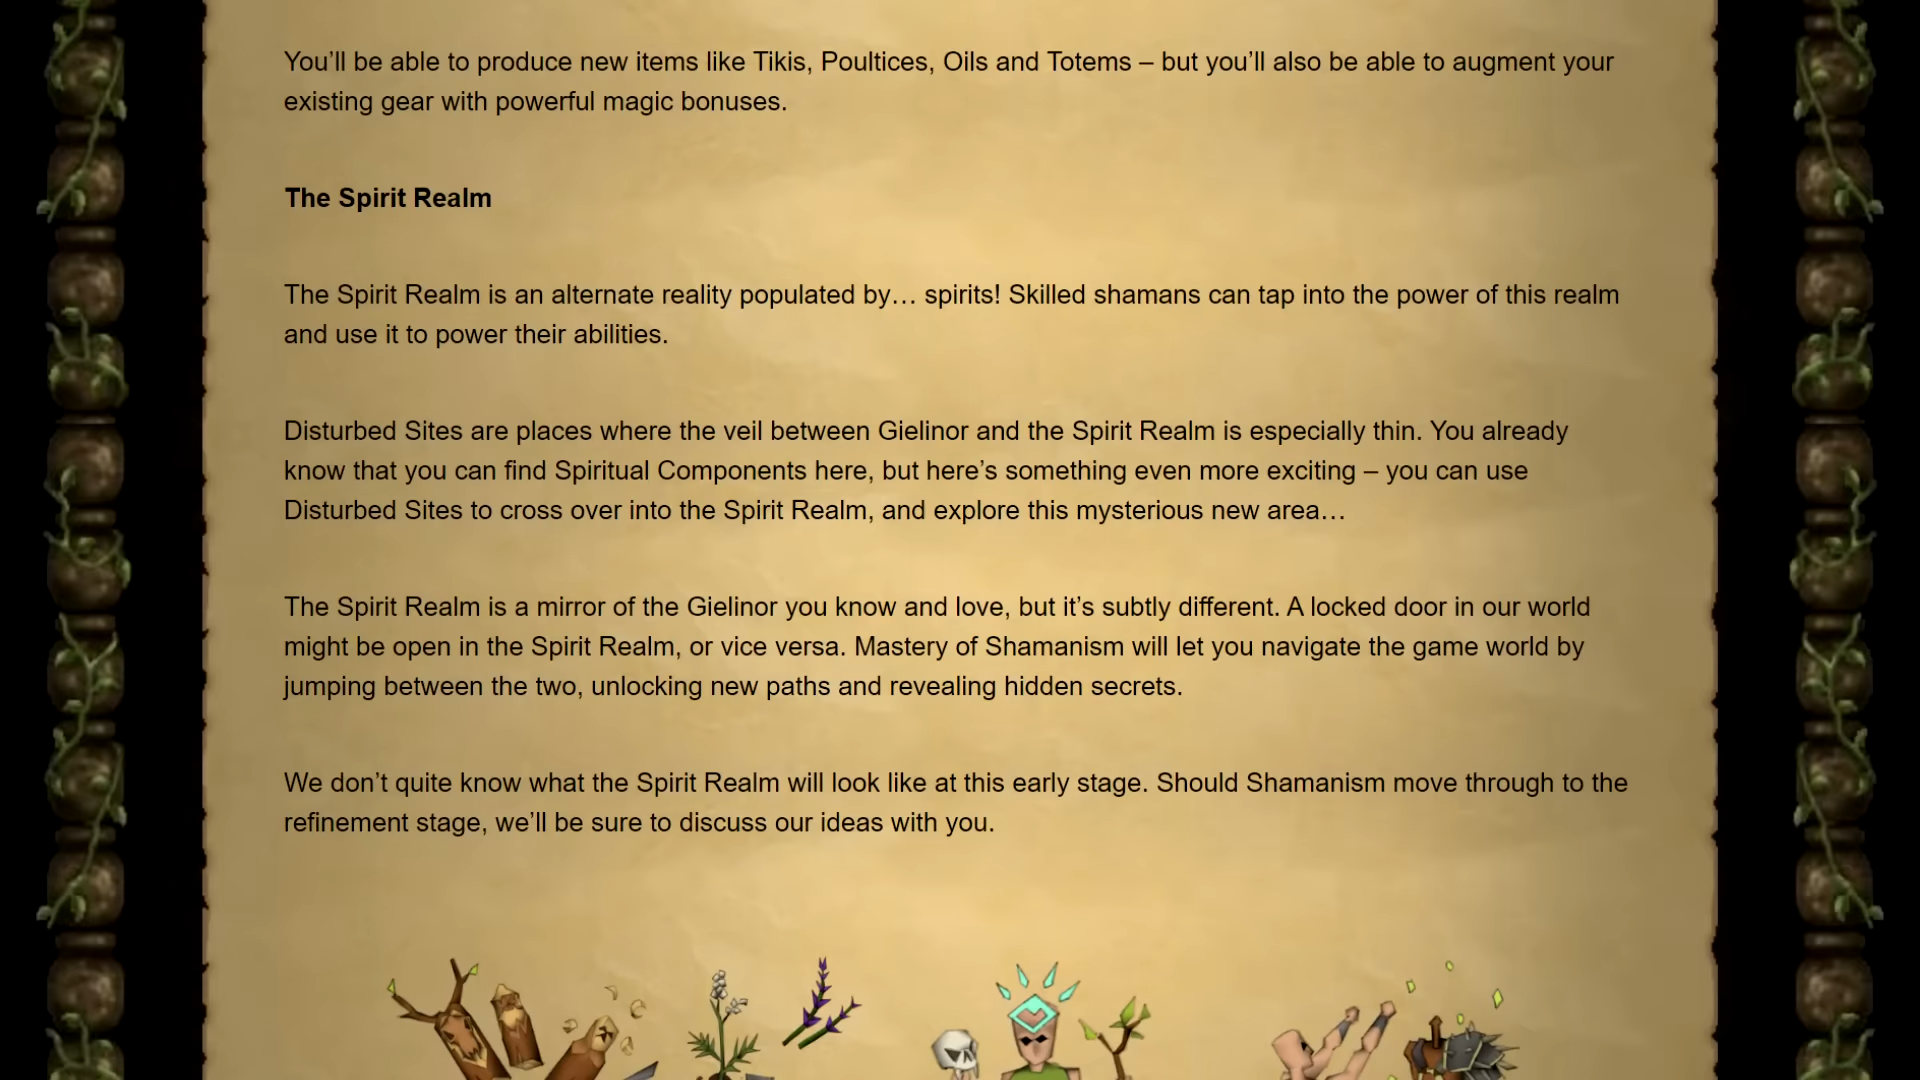 You’ll be able to produce new items like Tikis, Poultices, Oils and Totems – but you’ll also be able to augment your
existing gear with powerful magic bonuses.
The Spirit Realm
The Spirit Realm is an alternate reality populated by… spirits! Skilled shamans can tap into the power of this realm
and use it to power their abilities.
Disturbed Sites are places where the veil between Gielinor and the Spirit Realm is especially thin. You already
know that you can find Spiritual Components here, but here’s something even more exciting – you can use
Disturbed Sites to cross over into the Spirit Realm, and explore this mysterious new area…
The Spirit Realm is a mirror of the Gielinor you know and love, but it’s subtly different. A locked door in our world
might be open in the Spirit Realm, or vice versa. Mastery of Shamanism will let you navigate the game world by
jumping between the two, unlocking new paths and revealing hidden secrets.
We don’t quite know what the Spirit Realm will look like at this early stage. Should Shamanism move through to the
refinement stage, we’ll be sure to discuss our ideas with you.